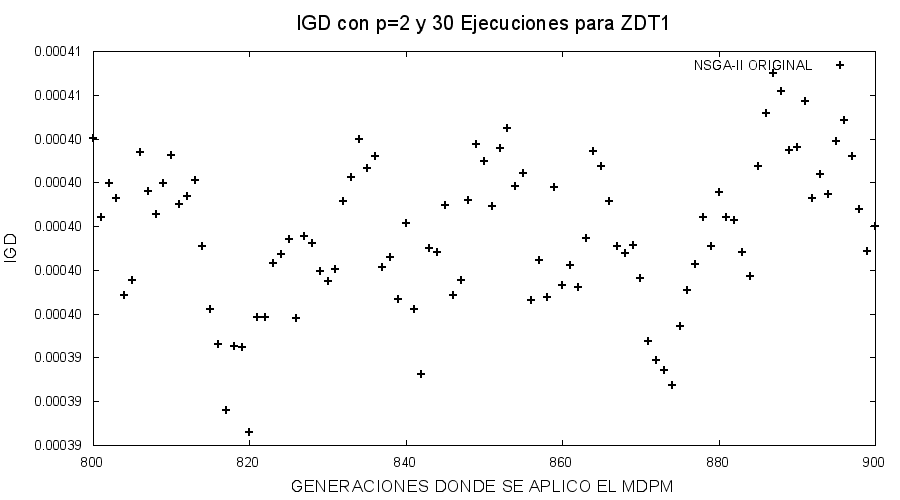 IGD con p=2 y 30 Ejecuciones para ZDT1
NSGA-II ORIGINAL
0.00041
0.00041
0.00040
0.00040
0.00040
0.00040
0.00040
0.00039
0.00039
0.00039
IGD
800 820 840 860 880 900
GENERACIONES DONDE SE APLICO EL MDPM